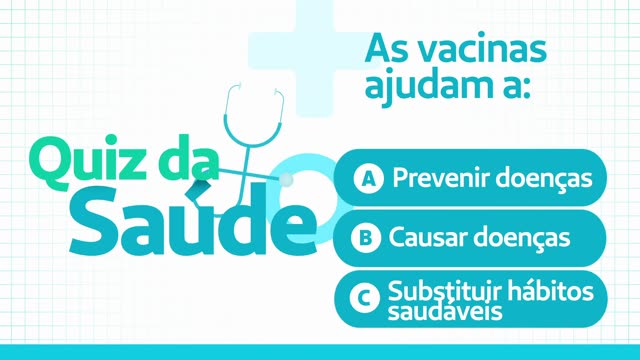 Quiz da
Saúde
As vacinas
ajudam a:
A Prevenir doenças
B Causar doenças
C Substituir hábitos
saudáveis